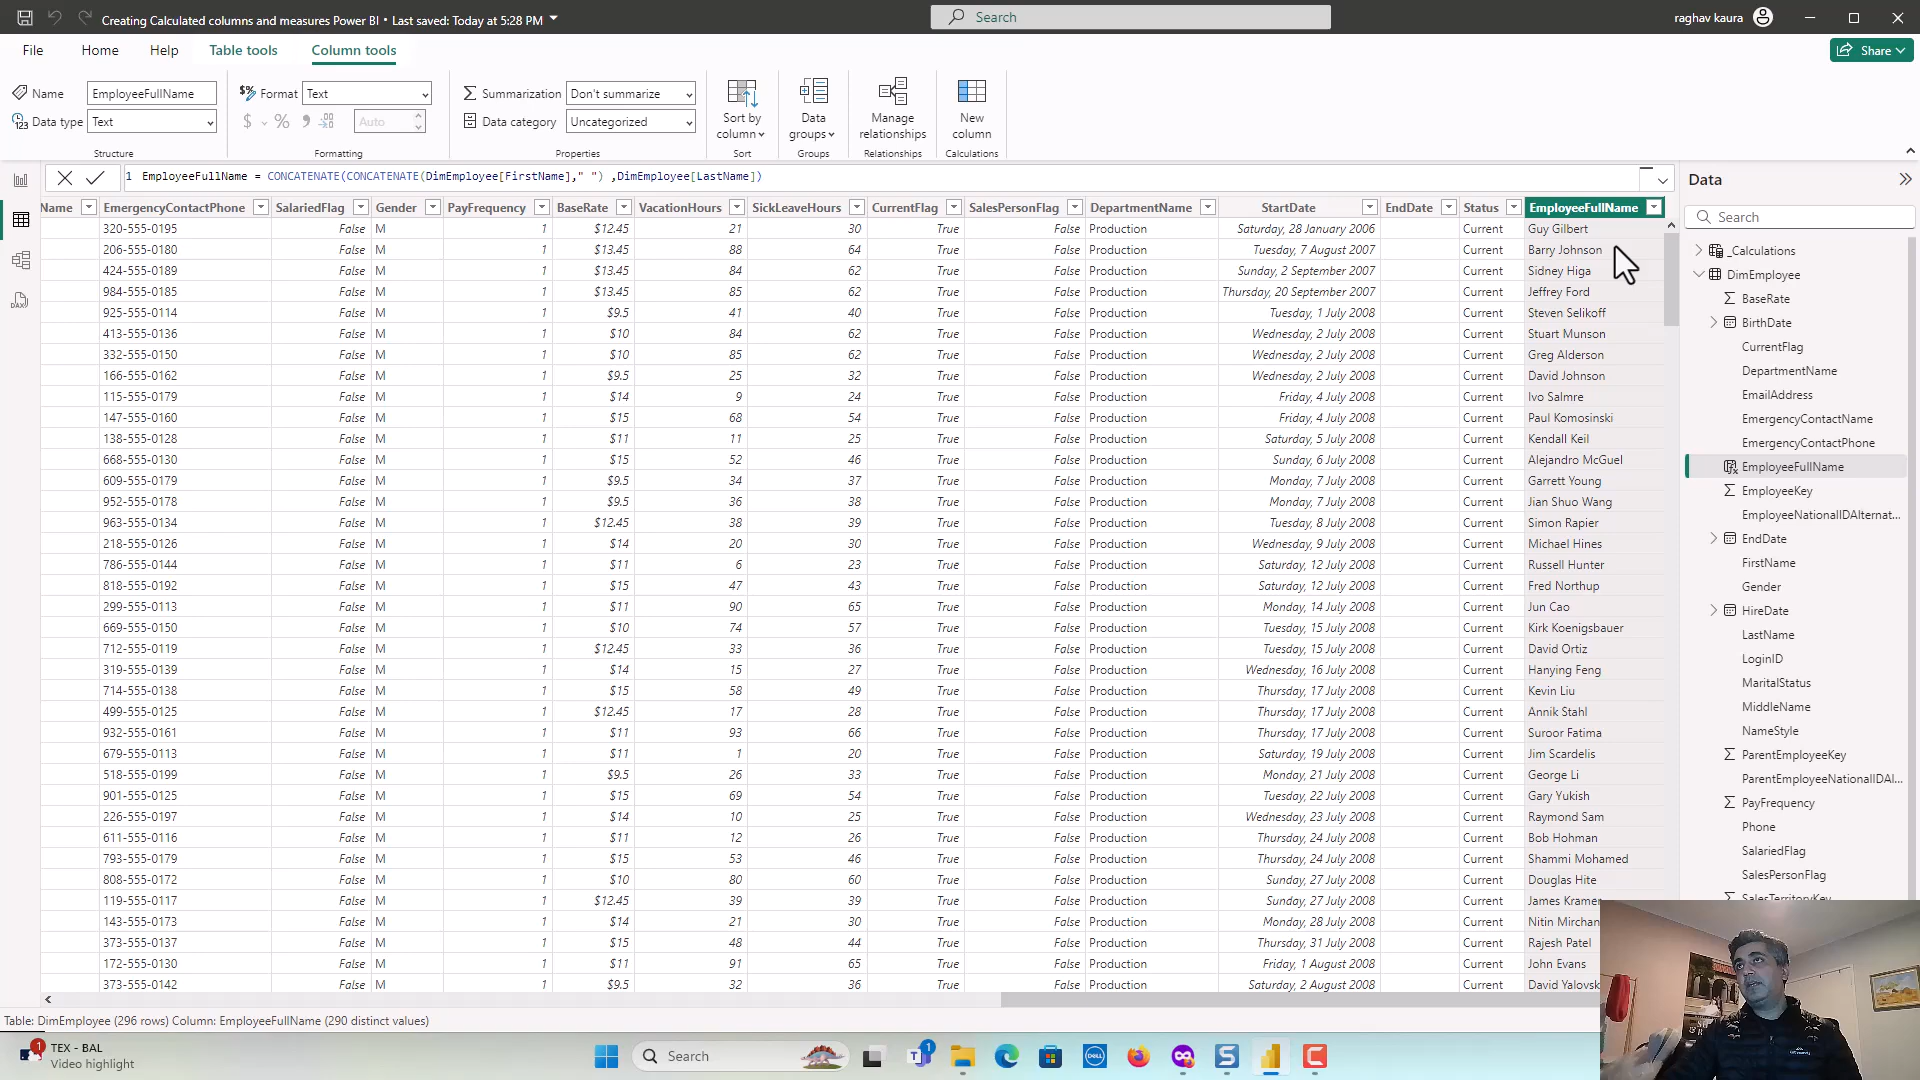 Creating Calculated columns and measures Power BI • Last saved: Today at 5:28 PM
Search
raghav kaura
File Home Help Table tools Column tools
Share
Name EmployeeFullName
Data type Text
Structure
Format Text
$ % Auto
Formatting
Summarization Don't summarize
Data category Uncategorized
Properties
Sort by column
Sort
Data groups
Groups
Manage relationships
Relationships
New column
Calculations
1 EmployeeFullName = CONCATENATE(CONCATENATE(DimEmployee[FirstName]," ") ,DimEmployee[LastName])
Name EmergencyContactPhone SalariedFlag Gender PayFrequency BaseRate VacationHours SickLeaveHours CurrentFlag SalesPersonFlag DepartmentName StartDate EndDate Status EmployeeFullName
320-555-0195 False M 1 $12.45 21 30 True False Production Saturday, 28 January 2006 Current Guy Gilbert
206-555-0180 False M 1 $13.45 88 64 True False Production Tuesday, 7 August 2007 Current Barry Johnson
424-555-0189 False M 1 $13.45 84 62 True False Production Sunday, 2 September 2007 Current Sidney Higa
984-555-0185 False M 1 $13.45 85 62 True False Production Thursday, 20 September 2007 Current Jeffrey Ford
925-555-0114 False M 1 $9.5 41 40 True False Production Tuesday, 1 July 2008 Current Steven Selikoff
413-555-0136 False M 1 $10 84 62 True False Production Wednesday, 2 July 2008 Current Stuart Munson
332-555-0150 False M 1 $10 85 62 True False Production Wednesday, 2 July 2008 Current Greg Alderson
166-555-0162 False M 1 $9.5 25 32 True False Production Wednesday, 2 July 2008 Current David Johnson
115-555-0179 False M 1 $14 9 24 True False Production Friday, 4 July 2008 Current Ivo Salmre
147-555-0160 False M 1 $15 68 54 True False Production Friday, 4 July 2008 Current Paul Komosinski
138-555-0128 False M 1 $11 11 25 True False Production Saturday, 5 July 2008 Current Kendall Keil
668-555-0130 False M 1 $15 52 46 True False Production Sunday, 6 July 2008 Current Alejandro McGuel
609-555-0179 False M 1 $9.5 34 37 True False Production Monday, 7 July 2008 Current Garrett Young
952-555-0178 False M 1 $9.5 36 38 True False Production Monday, 7 July 2008 Current Jian Shuo Wang
963-555-0134 False M 1 $12.45 38 39 True False Production Tuesday, 8 July 2008 Current Simon Rapier
218-555-0126 False M 1 $14 20 30 True False Production Wednesday, 9 July 2008 Current Michael Hines
786-555-0144 False M 1 $11 6 23 True False Production Saturday, 12 July 2008 Current Russell Hunter
818-555-0192 False M 1 $15 47 43 True False Production Saturday, 12 July 2008 Current Fred Northup
299-555-0113 False M 1 $11 90 65 True False Production Monday, 14 July 2008 Current Jun Cao
669-555-0150 False M 1 $10 74 57 True False Production Tuesday, 15 July 2008 Current Kirk Koenigsbauer
712-555-0119 False M 1 $12.45 33 36 True False Production Tuesday, 15 July 2008 Current David Ortiz
319-555-0139 False M 1 $14 15 27 True False Production Wednesday, 16 July 2008 Current Hanying Feng
714-555-0138 False M 1 $15 58 49 True False Production Thursday, 17 July 2008 Current Kevin Liu
499-555-0125 False M 1 $12.45 17 28 True False Production Thursday, 17 July 2008 Current Annik Stahl
932-555-0161 False M 1 $11 93 66 True False Production Thursday, 17 July 2008 Current Suroor Fatima
679-555-0113 False M 1 $11 1 20 True False Production Saturday, 19 July 2008 Current Jim Scardelis
518-555-0199 False M 1 $9.5 26 33 True False Production Monday, 21 July 2008 Current George Li
901-555-0125 False M 1 $15 69 54 True False Production Tuesday, 22 July 2008 Current Gary Yukish
226-555-0197 False M 1 $14 10 25 True False Production Wednesday, 23 July 2008 Current Raymond Sam
611-555-0116 False M 1 $11 12 26 True False Production Thursday, 24 July 2008 Current Bob Hohman
793-555-0179 False M 1 $15 53 46 True False Production Thursday, 24 July 2008 Current Shammi Mohamed
808-555-0172 False M 1 $10 80 60 True False Production Sunday, 27 July 2008 Current Douglas Hite
119-555-0117 False M 1 $12.45 39 39 True False Production Sunday, 27 July 2008 Current James Kramer
143-555-0173 False M 1 $14 21 30 True False Production Monday, 28 July 2008 Current Nitin Mirchan
373-555-0137 False M 1 $15 48 44 True False Production Thursday, 31 July 2008 Current Rajesh Patel
172-555-0130 False M 1 $11 91 65 True False Production Friday, 1 August 2008 Current John Evans
373-555-0142 False M 1 $9.5 32 36 True False Production Saturday, 2 August 2008 Current David Yalovsk
Data
Search
_Calculations
DimEmployee
BaseRate
BirthDate
CurrentFlag
DepartmentName
EmailAddress
EmergencyContactName
EmergencyContactPhone
EmployeeFullName
EmployeeKey
EmployeeNationalIDAlternat...
EndDate
FirstName
Gender
HireDate
LastName
LoginID
MaritalStatus
MiddleName
NameStyle
ParentEmployeeKey
ParentEmployeeNationalIDAl...
PayFrequency
Phone
SalariedFlag
SalesPersonFlag
SalesTerritoryKey
Table: DimEmployee (296 rows) Column: EmployeeFullName (290 distinct values)
1
TEX - BAL
Video highlight
Search
1
DELL